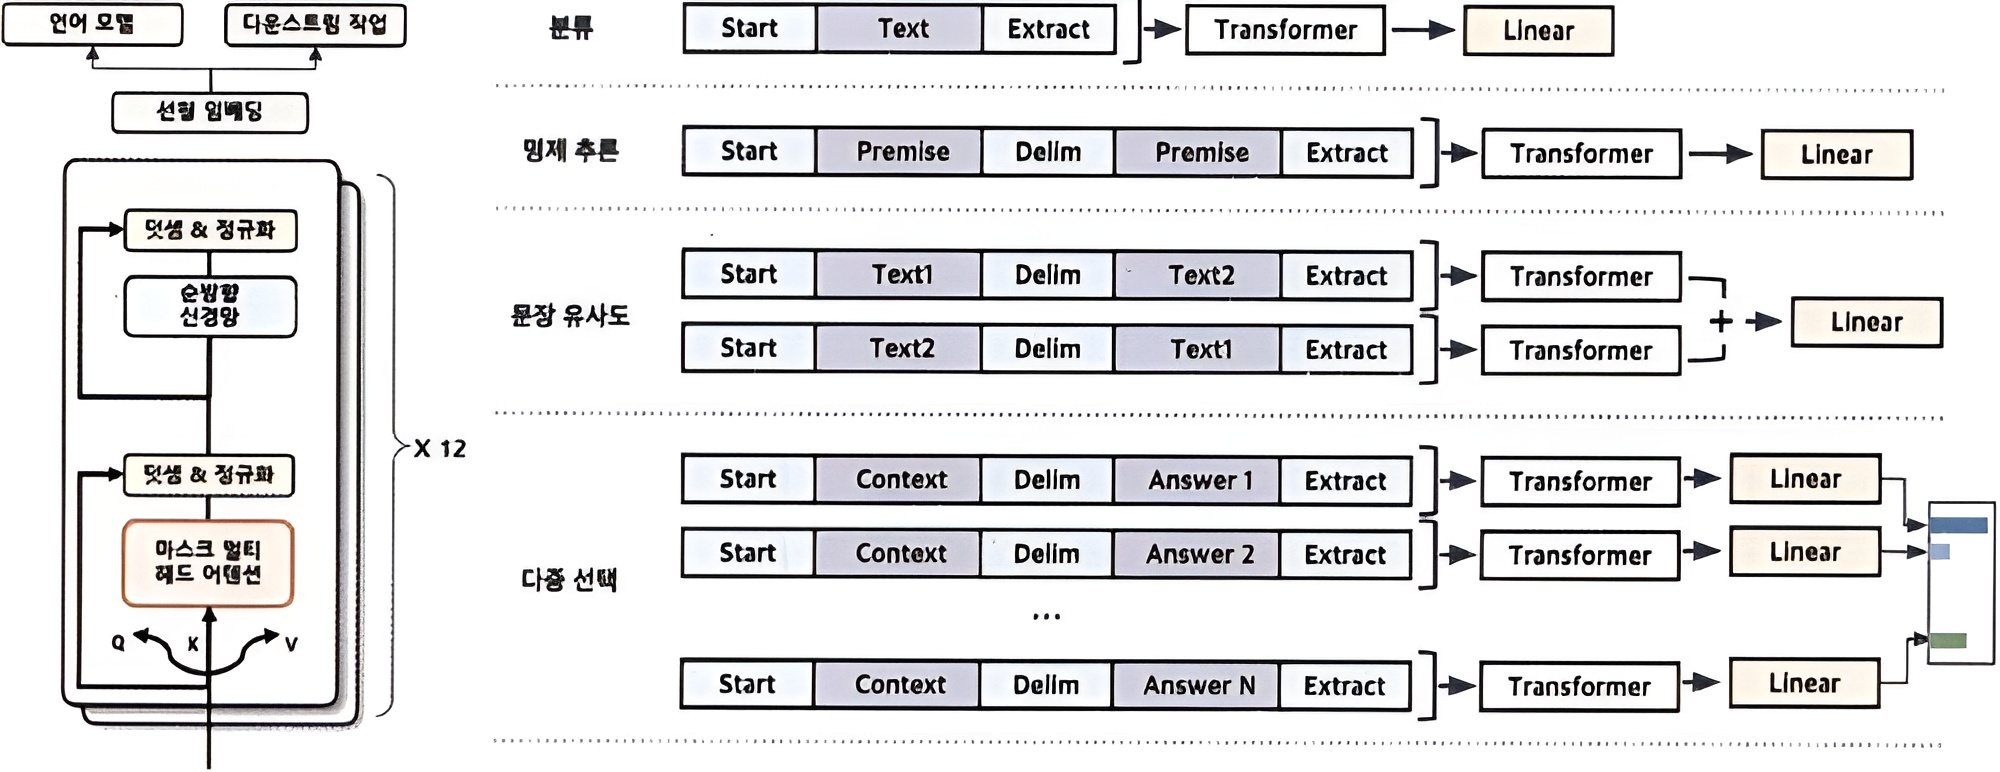 언어 모델
다운스트림 작업
선형 임베딩
덧셈 & 정규화
순방향
신경망
덧셈 & 정규화
마스크 멀티
헤드 어텐션
Q K V
X 12
분류 Start Text Extract Transformer Linear
명제 추론 Start Premise Delim Premise Extract Transformer Linear
문장 유사도
Start Text1 Delim Text2 Extract Transformer
+ Linear
Start Text2 Delim Text1 Extract Transformer
다중 선택
Start Context Delim Answer 1 Extract Transformer Linear
Start Context Delim Answer 2 Extract Transformer Linear
...
Start Context Delim Answer N Extract Transformer Linear